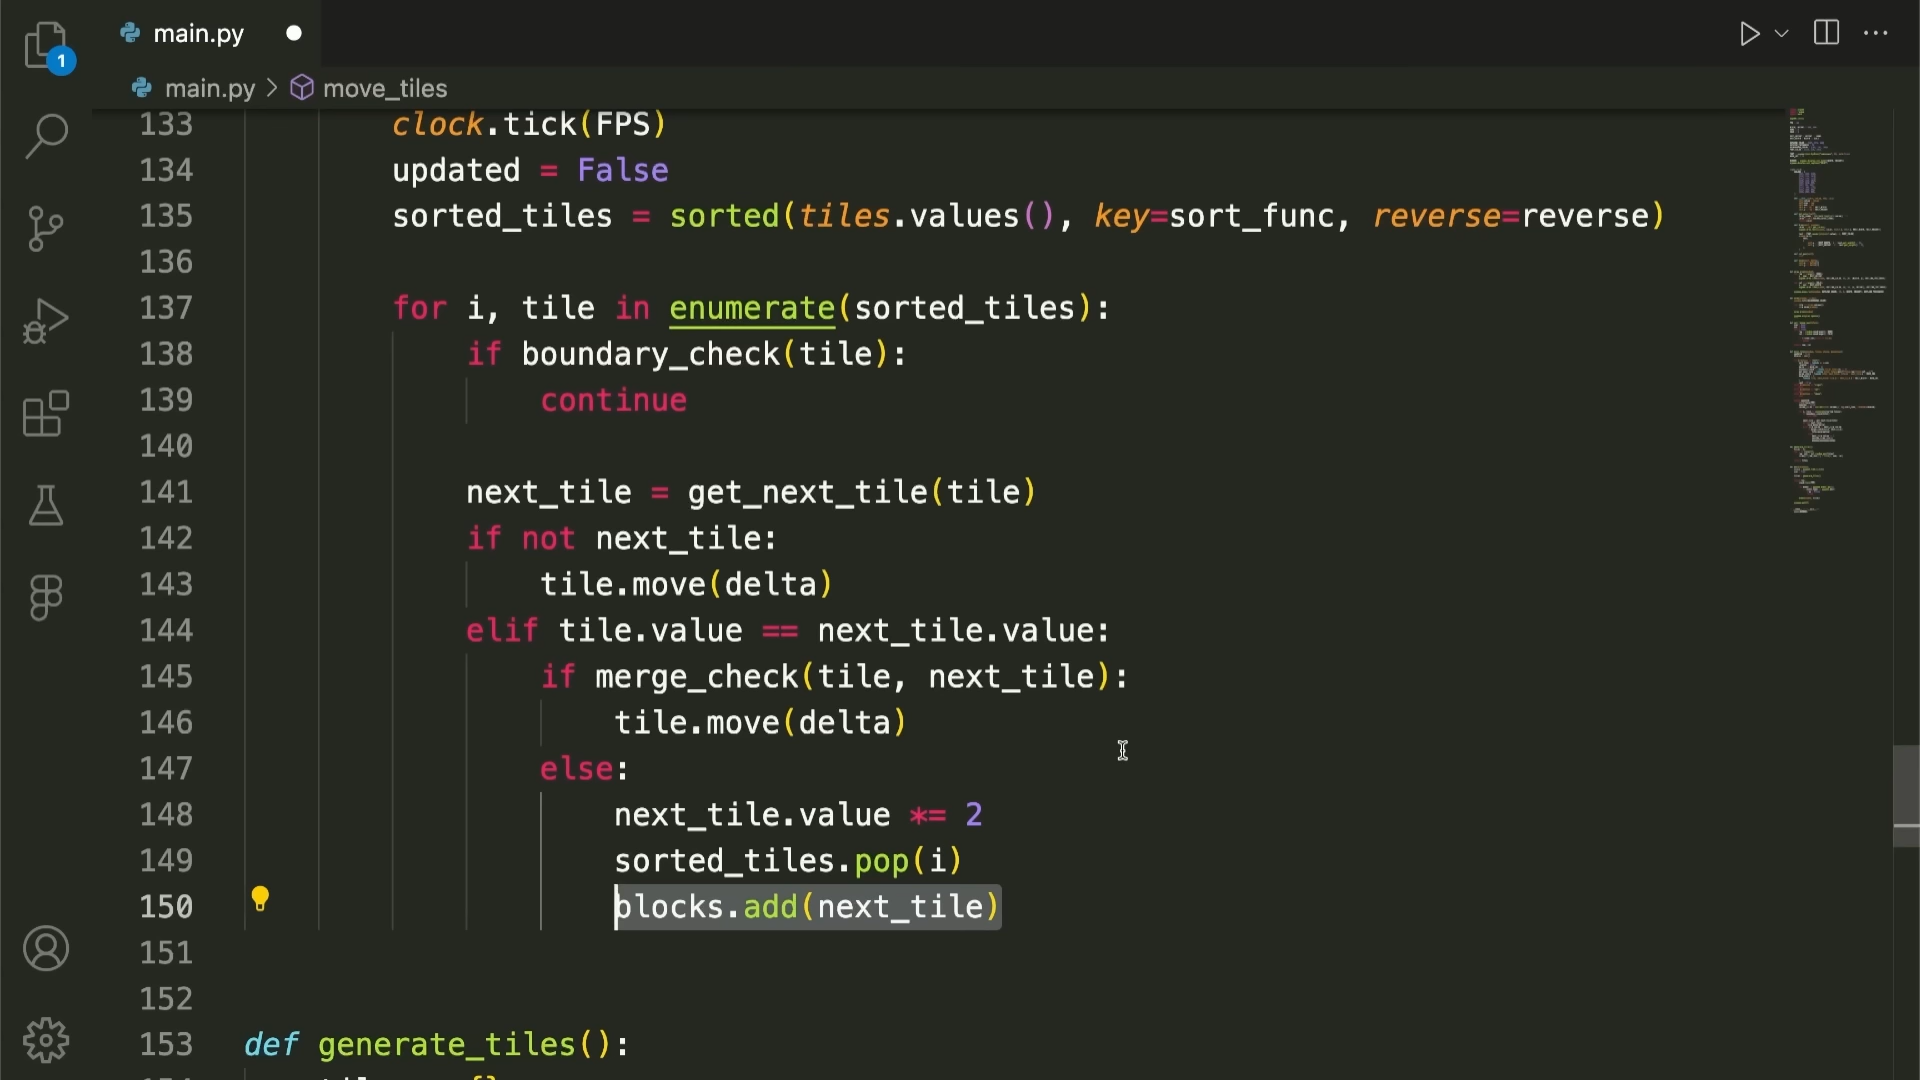 1
main.py
main.py > move_tiles
133 clock.tick(FPS)
134 updated = False
135 sorted_tiles = sorted(tiles.values(), key=sort_func, reverse=reverse)
136
137 for i, tile in enumerate(sorted_tiles):
138 if boundary_check(tile):
139 continue
140
141 next_tile = get_next_tile(tile)
142 if not next_tile:
143 tile.move(delta)
144 elif tile.value == next_tile.value:
145 if merge_check(tile, next_tile):
146 tile.move(delta)
147 else:
148 next_tile.value *= 2
149 sorted_tiles.pop(i)
150 blocks.add(next_tile)
151
152
153 def generate_tiles():